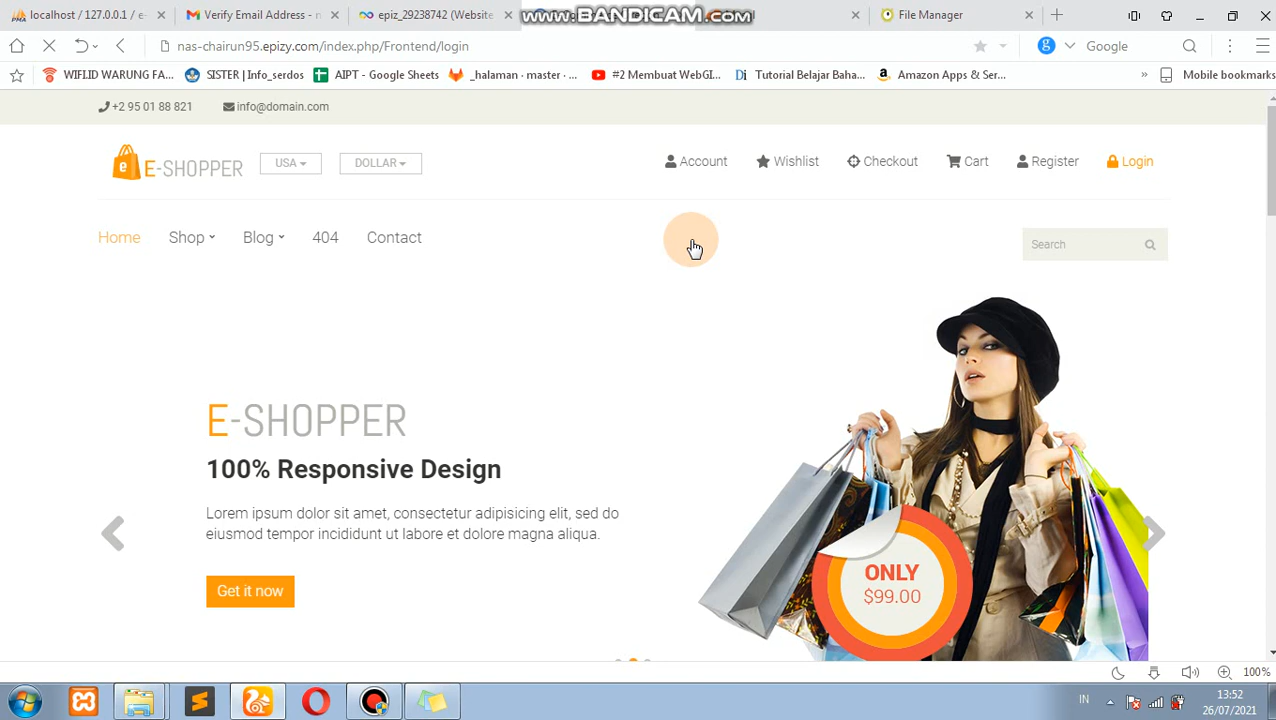 localhost / 127.0.0.1 / e-
Verify Email Address - n
epiz_29238742 (Website
www.BANDICAM.com
File Manager
nas-chairun95.epizy.com/index.php/Frontend/login
Google
WIFI.ID WARUNG FA...
SISTER | Info_serdos
AIPT - Google Sheets
_halaman · master · ...
#2 Membuat WebGI...
Tutorial Belajar Baha...
Amazon Apps & Ser...
Mobile bookmarks
+2 95 01 88 821
info@domain.com
E-SHOPPER
USA
DOLLAR
Account
Wishlist
Checkout
Cart
Register
Login
Home
Shop
Blog
404
Contact
Search
E-SHOPPER
100% Responsive Design
Lorem ipsum dolor sit amet, consectetur adipisicing elit, sed do
eiusmod tempor incididunt ut labore et dolore magna aliqua.
Get it now
ONLY
$99.00
100%
IN
13:52
26/07/2021